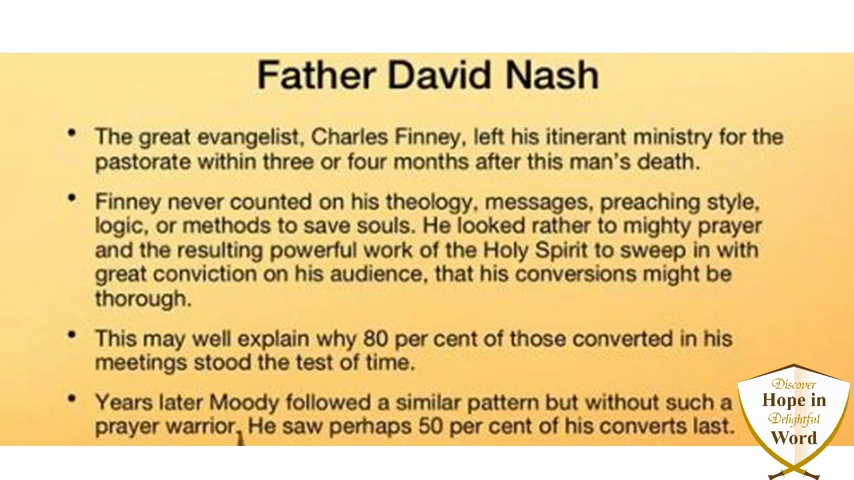 Father David Nash
• The great evangelist, Charles Finney, left his itinerant ministry for the
pastorate within three or four months after this man's death.
• Finney never counted on his theology, messages, preaching style,
logic, or methods to save souls. He looked rather to mighty prayer
and the resulting powerful work of the Holy Spirit to sweep in with
great conviction on his audience, that his conversions might be
thorough.
• This may well explain why 80 per cent of those converted in his
meetings stood the test of time.
• Years later Moody followed a similar pattern but without such a
prayer warrior. He saw perhaps 50 per cent of his converts last.
Discover
Hope in
Delightful
Word